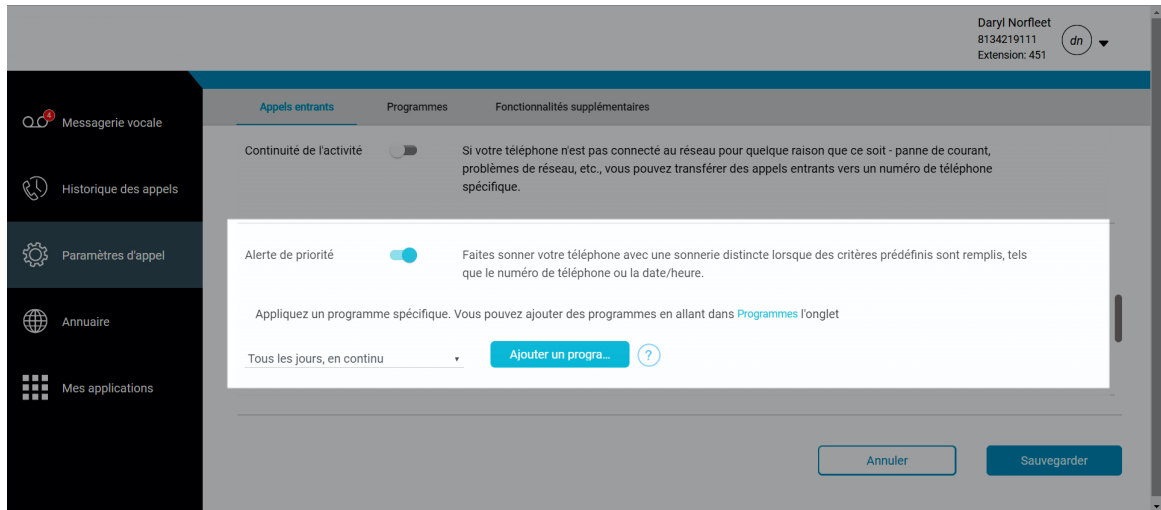 Daryl Norfleet
8134219111
Extension: 451
dn
Appels entrants
Programmes
Fonctionnalités supplémentaires
4
Messagerie vocale
Historique des appels
Paramètres d'appel
Annuaire
Mes applications
Continuité de l'activité
Si votre téléphone n'est pas connecté au réseau pour quelque raison que ce soit - panne de courant,
problèmes de réseau, etc., vous pouvez transférer des appels entrants vers un numéro de téléphone
spécifique.
Alerte de priorité
Faites sonner votre téléphone avec une sonnerie distincte lorsque des critères prédéfinis sont remplis, tels
que le numéro de téléphone ou la date/heure.
Appliquez un programme spécifique. Vous pouvez ajouter des programmes en allant dans Programmes l'onglet
Tous les jours, en continu
Ajouter un progra...
?
Annuler
Sauvegarder